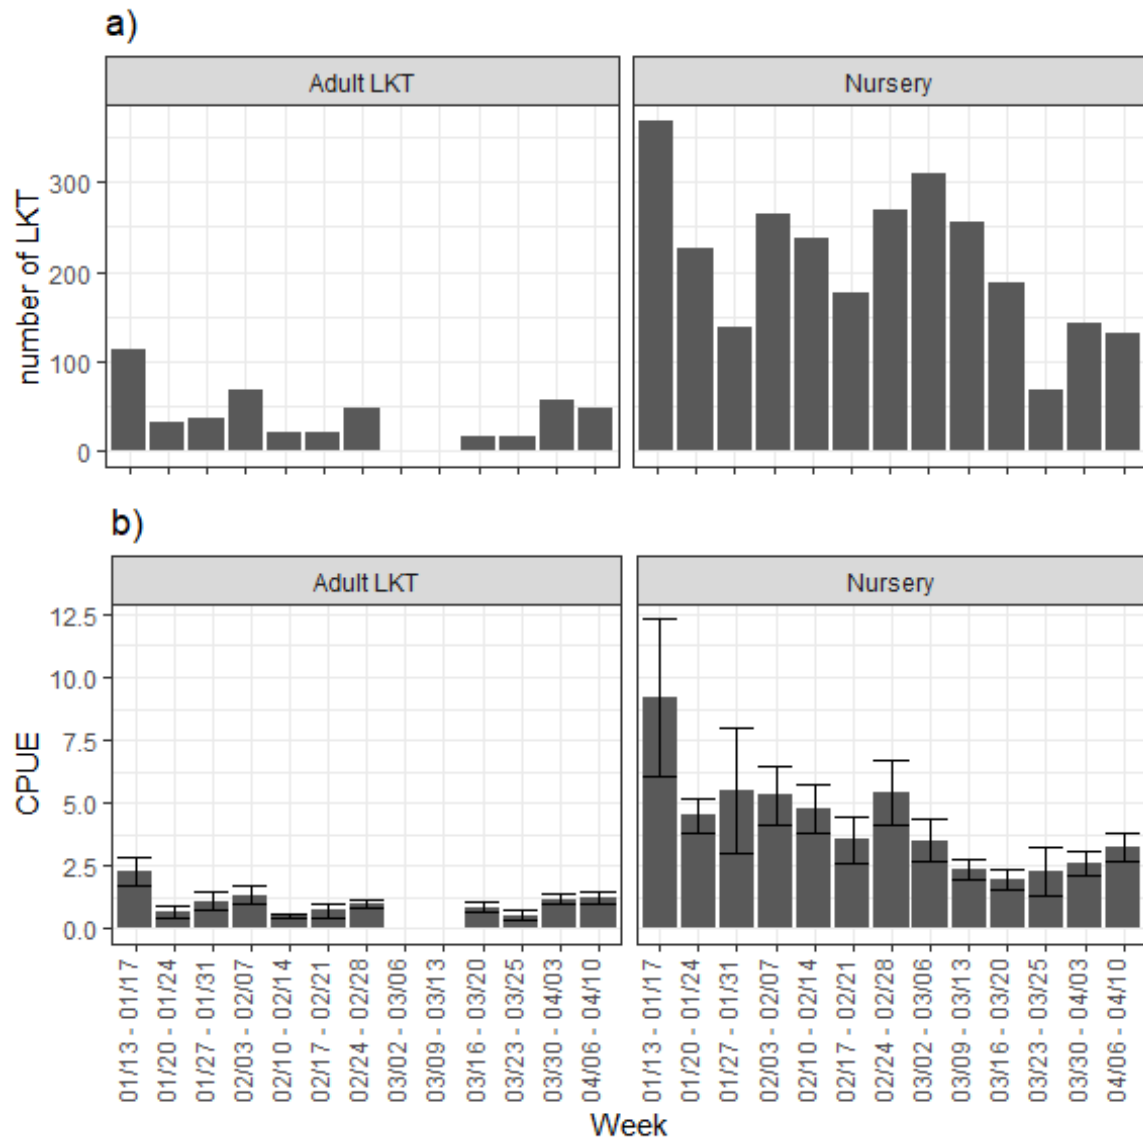 a)
Adult LKT
Nursery
number of LKT
300
200
100
0
b)
Adult LKT
Nursery
CPUE
12.5
10.0
7.5
5.0
2.5
0.0
01/13 - 01/17
01/20 - 01/24
01/27 - 01/31
02/03 - 02/07
02/10 - 02/14
02/17 - 02/21
02/24 - 02/28
03/02 - 03/06
03/09 - 03/13
03/16 - 03/20
03/23 - 03/25
03/30 - 04/03
04/06 - 04/10
01/13 - 01/17
01/20 - 01/24
01/27 - 01/31
02/03 - 02/07
02/10 - 02/14
02/17 - 02/21
02/24 - 02/28
03/02 - 03/06
03/09 - 03/13
03/16 - 03/20
03/23 - 03/25
03/30 - 04/03
04/06 - 04/10
Week